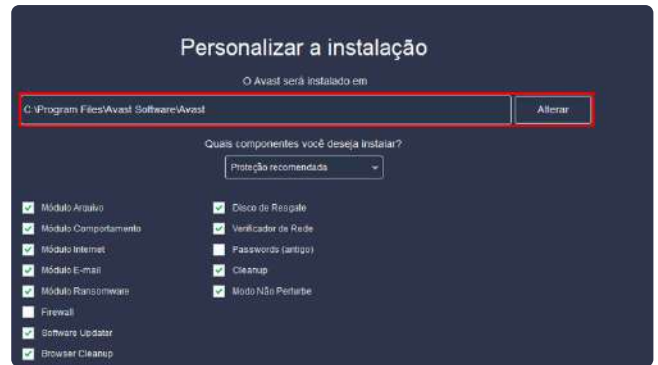 Personalizar a instalação
O Avast será instalado em
C:\Program Files\Avast Software\Avast
Alterar
Quais componentes você deseja instalar?
Proteção recomendada
Módulo Arquivo
Módulo Comportamento
Módulo Internet
Módulo E-mail
Módulo Ransomware
Firewall
Software Updater
Browser Cleanup
Disco de Resgate
Verificador de Rede
Passwords (antigo)
Cleanup
Modo Não Perturbe